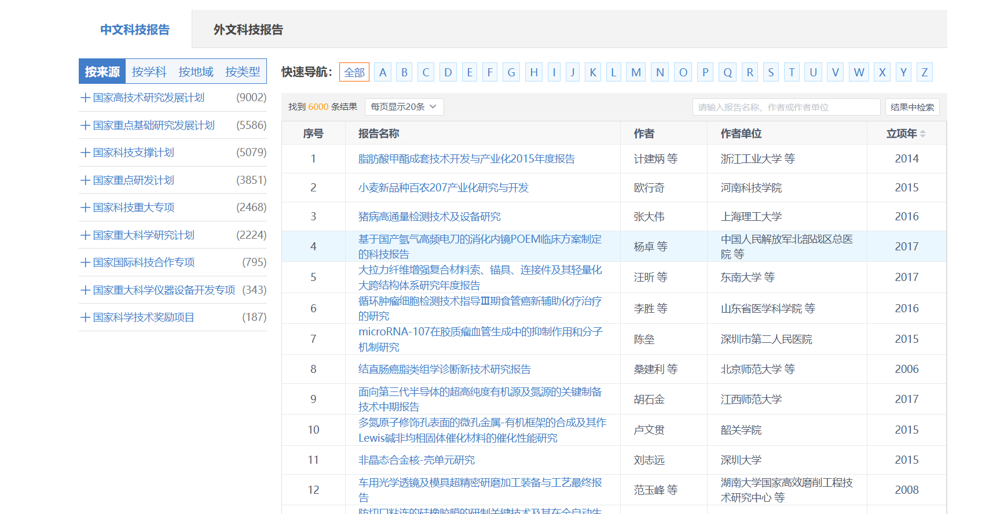 中文科技报告
外文科技报告
按来源 按学科 按地域 按类型
国家高技术研究发展计划 (9002)
国家重点基础研究发展计划 (5586)
国家科技支撑计划 (5079)
国家重点研发计划 (3851)
国家科技重大专项 (2468)
国家重大科学研究计划 (2224)
国家国际科技合作专项 (795)
国家重大科学仪器设备开发专项 (343)
国家科学技术奖励项目 (187)
快速导航： 全部 A B C D E F G H I J K L M N O P Q R S T U V W X Y Z
找到 6000 条结果 每页显示20条 请输入报告名称、作者或作者单位 结果中检索
序号 报告名称 作者 作者单位 立项年
1 脂肪酸甲酯成套技术开发与产业化2015年度报告 计建炳 等 浙江工业大学 等 2014
2 小麦新品种百农207产业化研究与开发 欧行奇 河南科技学院 2015
3 猪病高通量检测技术及设备研究 张大伟 上海理工大学 2016
4 基于国产氩气高频电刀的消化内镜POEM临床方案制定
的科技报告 杨卓 等 中国人民解放军北部战区总医
院 等 2017
5 大拉力纤维增强复合材料索、锚具、连接件及其轻量化
大跨结构体系研究年度报告 汪昕 等 东南大学 等 2017
6 循环肿瘤细胞检测技术指导Ⅲ期食管癌新辅助化疗治疗
的研究 李胜 等 山东省医学科学院 等 2016
7 microRNA-107在胶质瘤血管生成中的抑制作用和分子
机制研究 陈垒 深圳市第二人民医院 2015
8 结直肠癌脂类组学诊断新技术研究报告 桑建利 等 北京师范大学 等 2006
9 面向第三代半导体的超高纯度有机源及氮源的关键制备
技术中期报告 胡石金 江西师范大学 2017
10 多氮原子修饰孔表面的微孔金属-有机框架的合成及其作
Lewis碱非均相固体催化材料的催化性能研究 卢文贯 韶关学院 2015
11 非晶态合金核-壳单元研究 刘志远 深圳大学 2015
12 车用光学透镜及模具超精密研磨加工装备与工艺最终报
告 范玉峰 等 湖南大学国家高效磨削工程技
术研究中心 等 2008
防切口粘连的硅橡胶膜的研制关键技术及其在全自动生